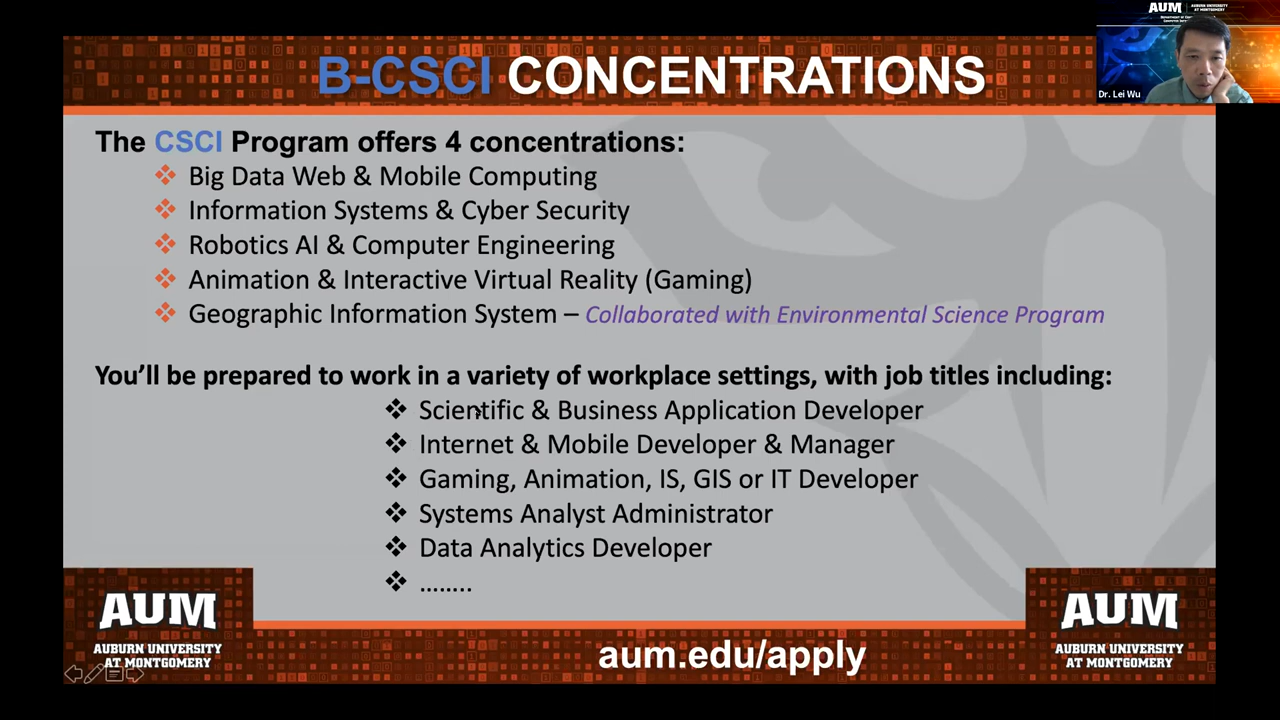 B-CSCI CONCENTRATIONS
The CSCI Program offers 4 concentrations:
Big Data Web & Mobile Computing
Information Systems & Cyber Security
Robotics AI & Computer Engineering
Animation & Interactive Virtual Reality (Gaming)
Geographic Information System – Collaborated with Environmental Science Program
You'll be prepared to work in a variety of workplace settings, with job titles including:
Scientific & Business Application Developer
Internet & Mobile Developer & Manager
Gaming, Animation, IS, GIS or IT Developer
Systems Analyst Administrator
Data Analytics Developer
........
AUM
AUBURN UNIVERSITY
AT MONTGOMERY
aum.edu/apply
AUM
AUBURN UNIVERSITY
AT MONTGOMERY
AUM
AUBURN UNIVERSITY
AT MONTGOMERY
Dr. Lei Wu